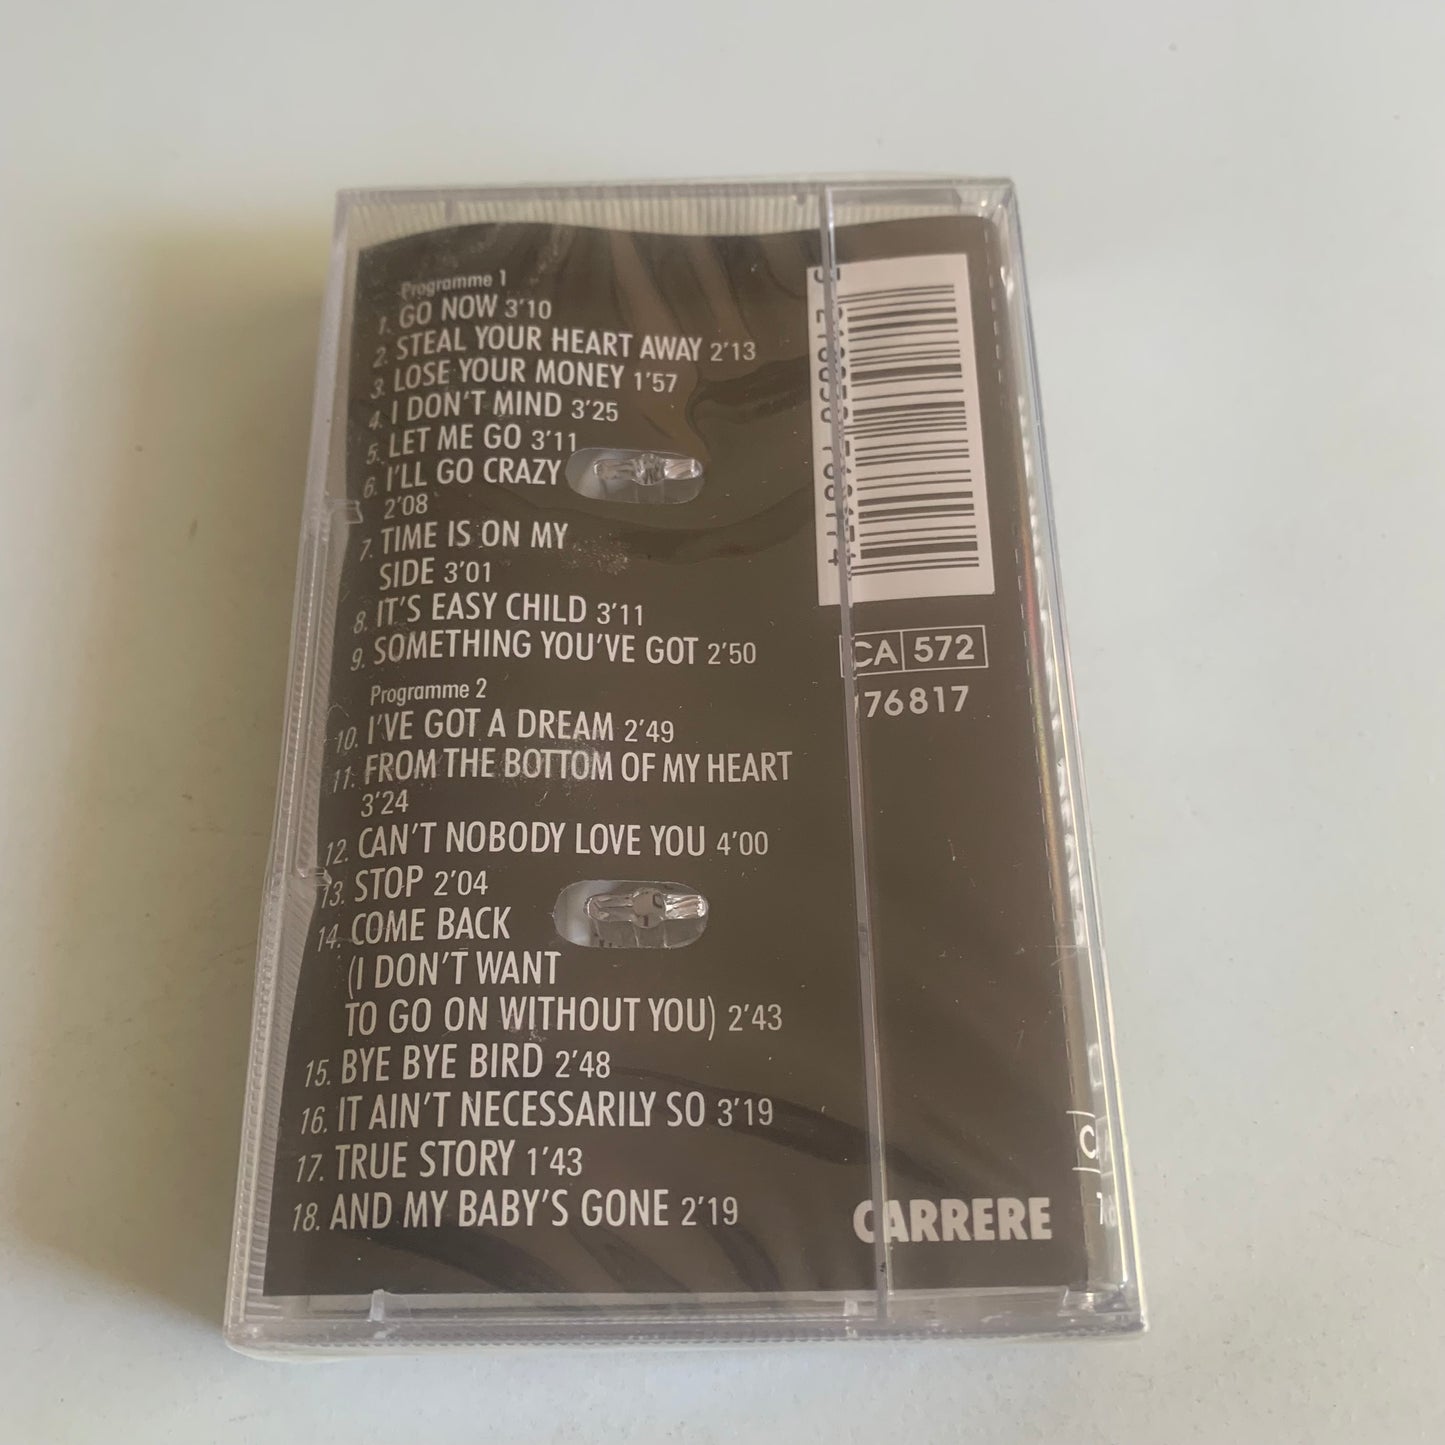 Programme 1
1. GO NOW 3'10
2. STEAL YOUR HEART AWAY 2'13
3. LOSE YOUR MONEY 1'57
4. I DON'T MIND 3'25
5. LET ME GO 3'11
6. I'LL GO CRAZY
2'08
7. TIME IS ON MY
SIDE 3'01
8. IT'S EASY CHILD 3'11
9. SOMETHING YOU'VE GOT 2'50
Programme 2
10. I'VE GOT A DREAM 2'49
11. FROM THE BOTTOM OF MY HEART
3'24
12. CAN'T NOBODY LOVE YOU 4'00
13. STOP 2'04
14. COME BACK
(I DON'T WANT
TO GO ON WITHOUT YOU) 2'43
15. BYE BYE BIRD 2'48
16. IT AIN'T NECESSARILY SO 3'19
17. TRUE STORY 1'43
18. AND MY BABY'S GONE 2'19
CA 572
76817
CARRERE